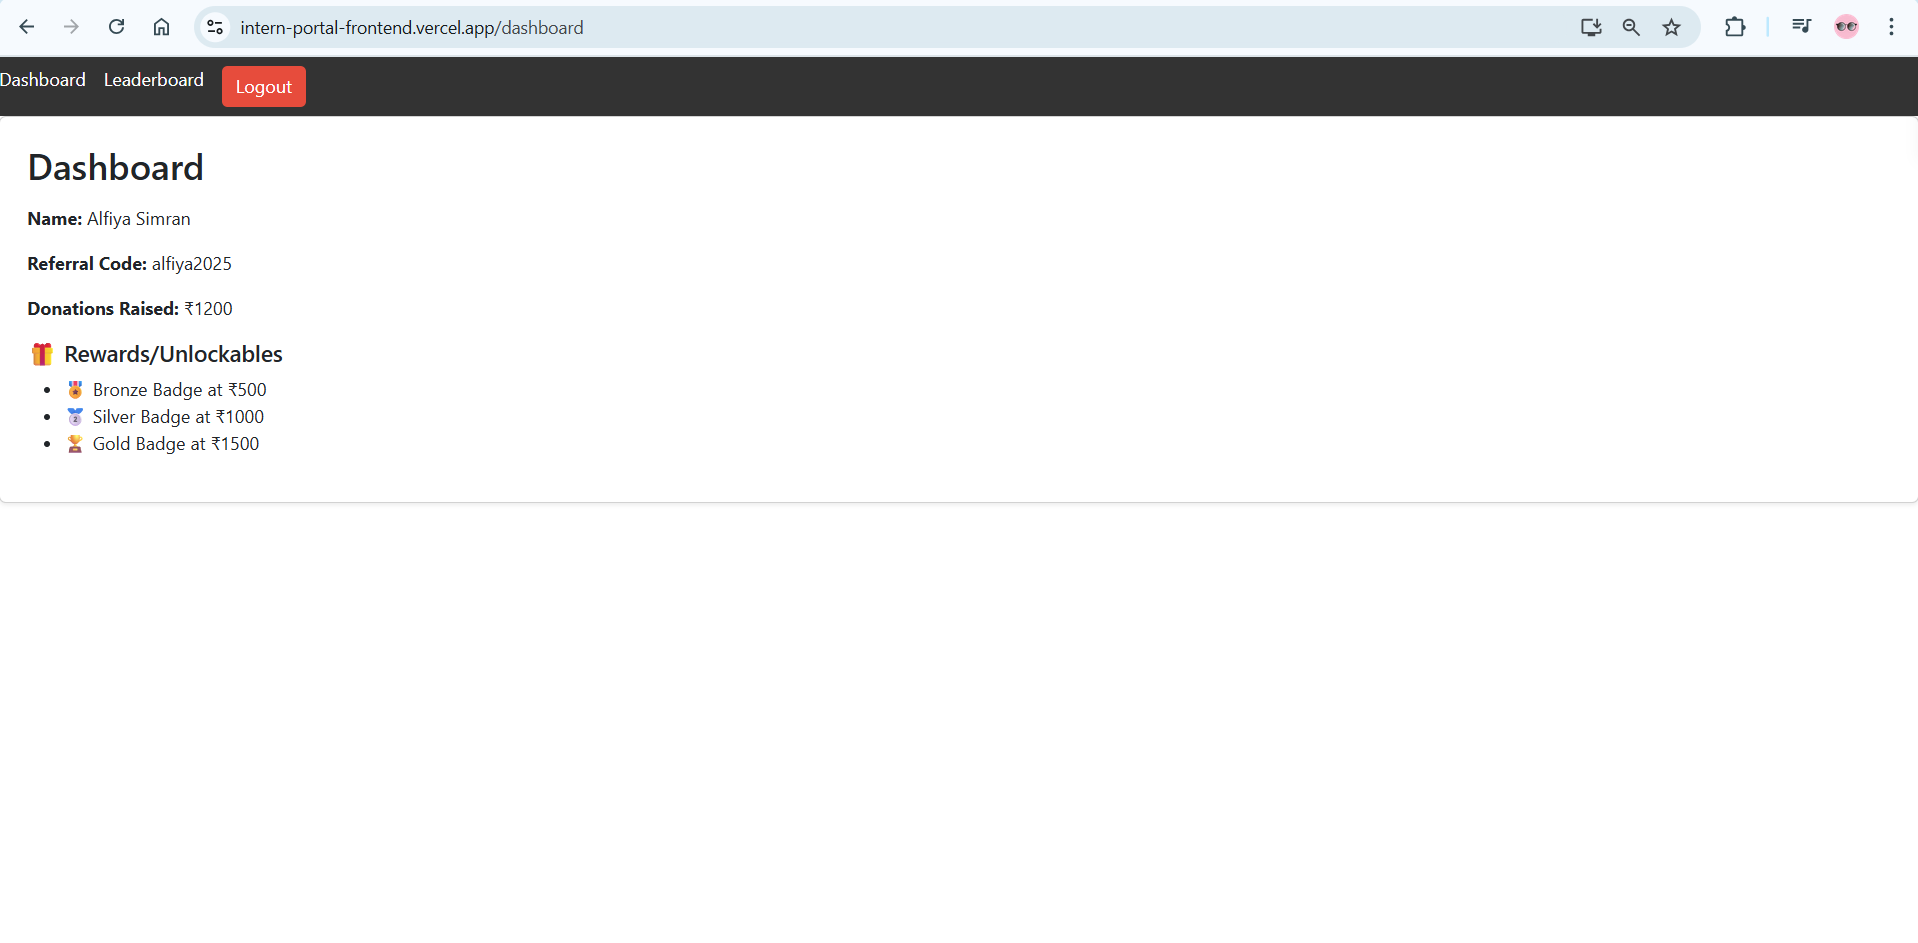 intern-portal-frontend.vercel.app/dashboard
Dashboard Leaderboard Logout
Dashboard
Name: Alfiya Simran
Referral Code: alfiya2025
Donations Raised: ₹1200
🎁 Rewards/Unlockables
• 🏅 Bronze Badge at ₹500
• 🥈 Silver Badge at ₹1000
• 🏆 Gold Badge at ₹1500